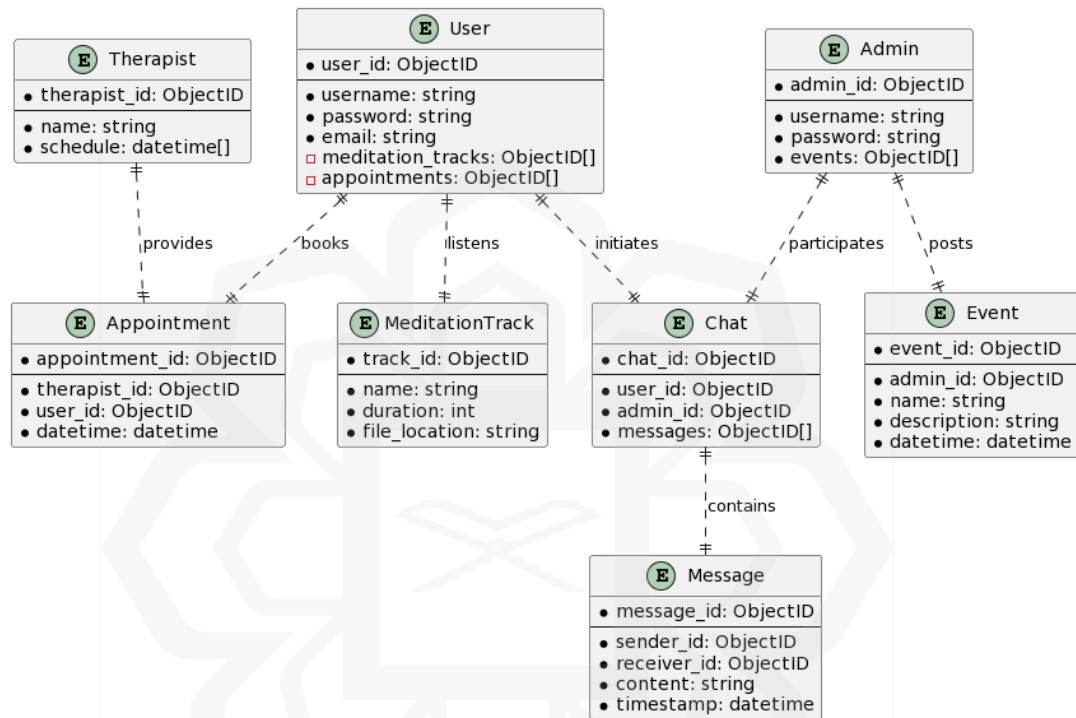 E Therapist
therapist_id: ObjectID
name: string
schedule: datetime[]
E User
user_id: ObjectID
username: string
password: string
email: string
meditation_tracks: ObjectID[]
appointments: ObjectID[]
E Admin
admin_id: ObjectID
username: string
password: string
events: ObjectID[]
provides
books
listens
initiates
participates
posts
E Appointment
appointment_id: ObjectID
therapist_id: ObjectID
user_id: ObjectID
datetime: datetime
E MeditationTrack
track_id: ObjectID
name: string
duration: int
file_location: string
E Chat
chat_id: ObjectID
user_id: ObjectID
admin_id: ObjectID
messages: ObjectID[]
E Event
event_id: ObjectID
admin_id: ObjectID
name: string
description: string
datetime: datetime
contains
E Message
message_id: ObjectID
sender_id: ObjectID
receiver_id: ObjectID
content: string
timestamp: datetime